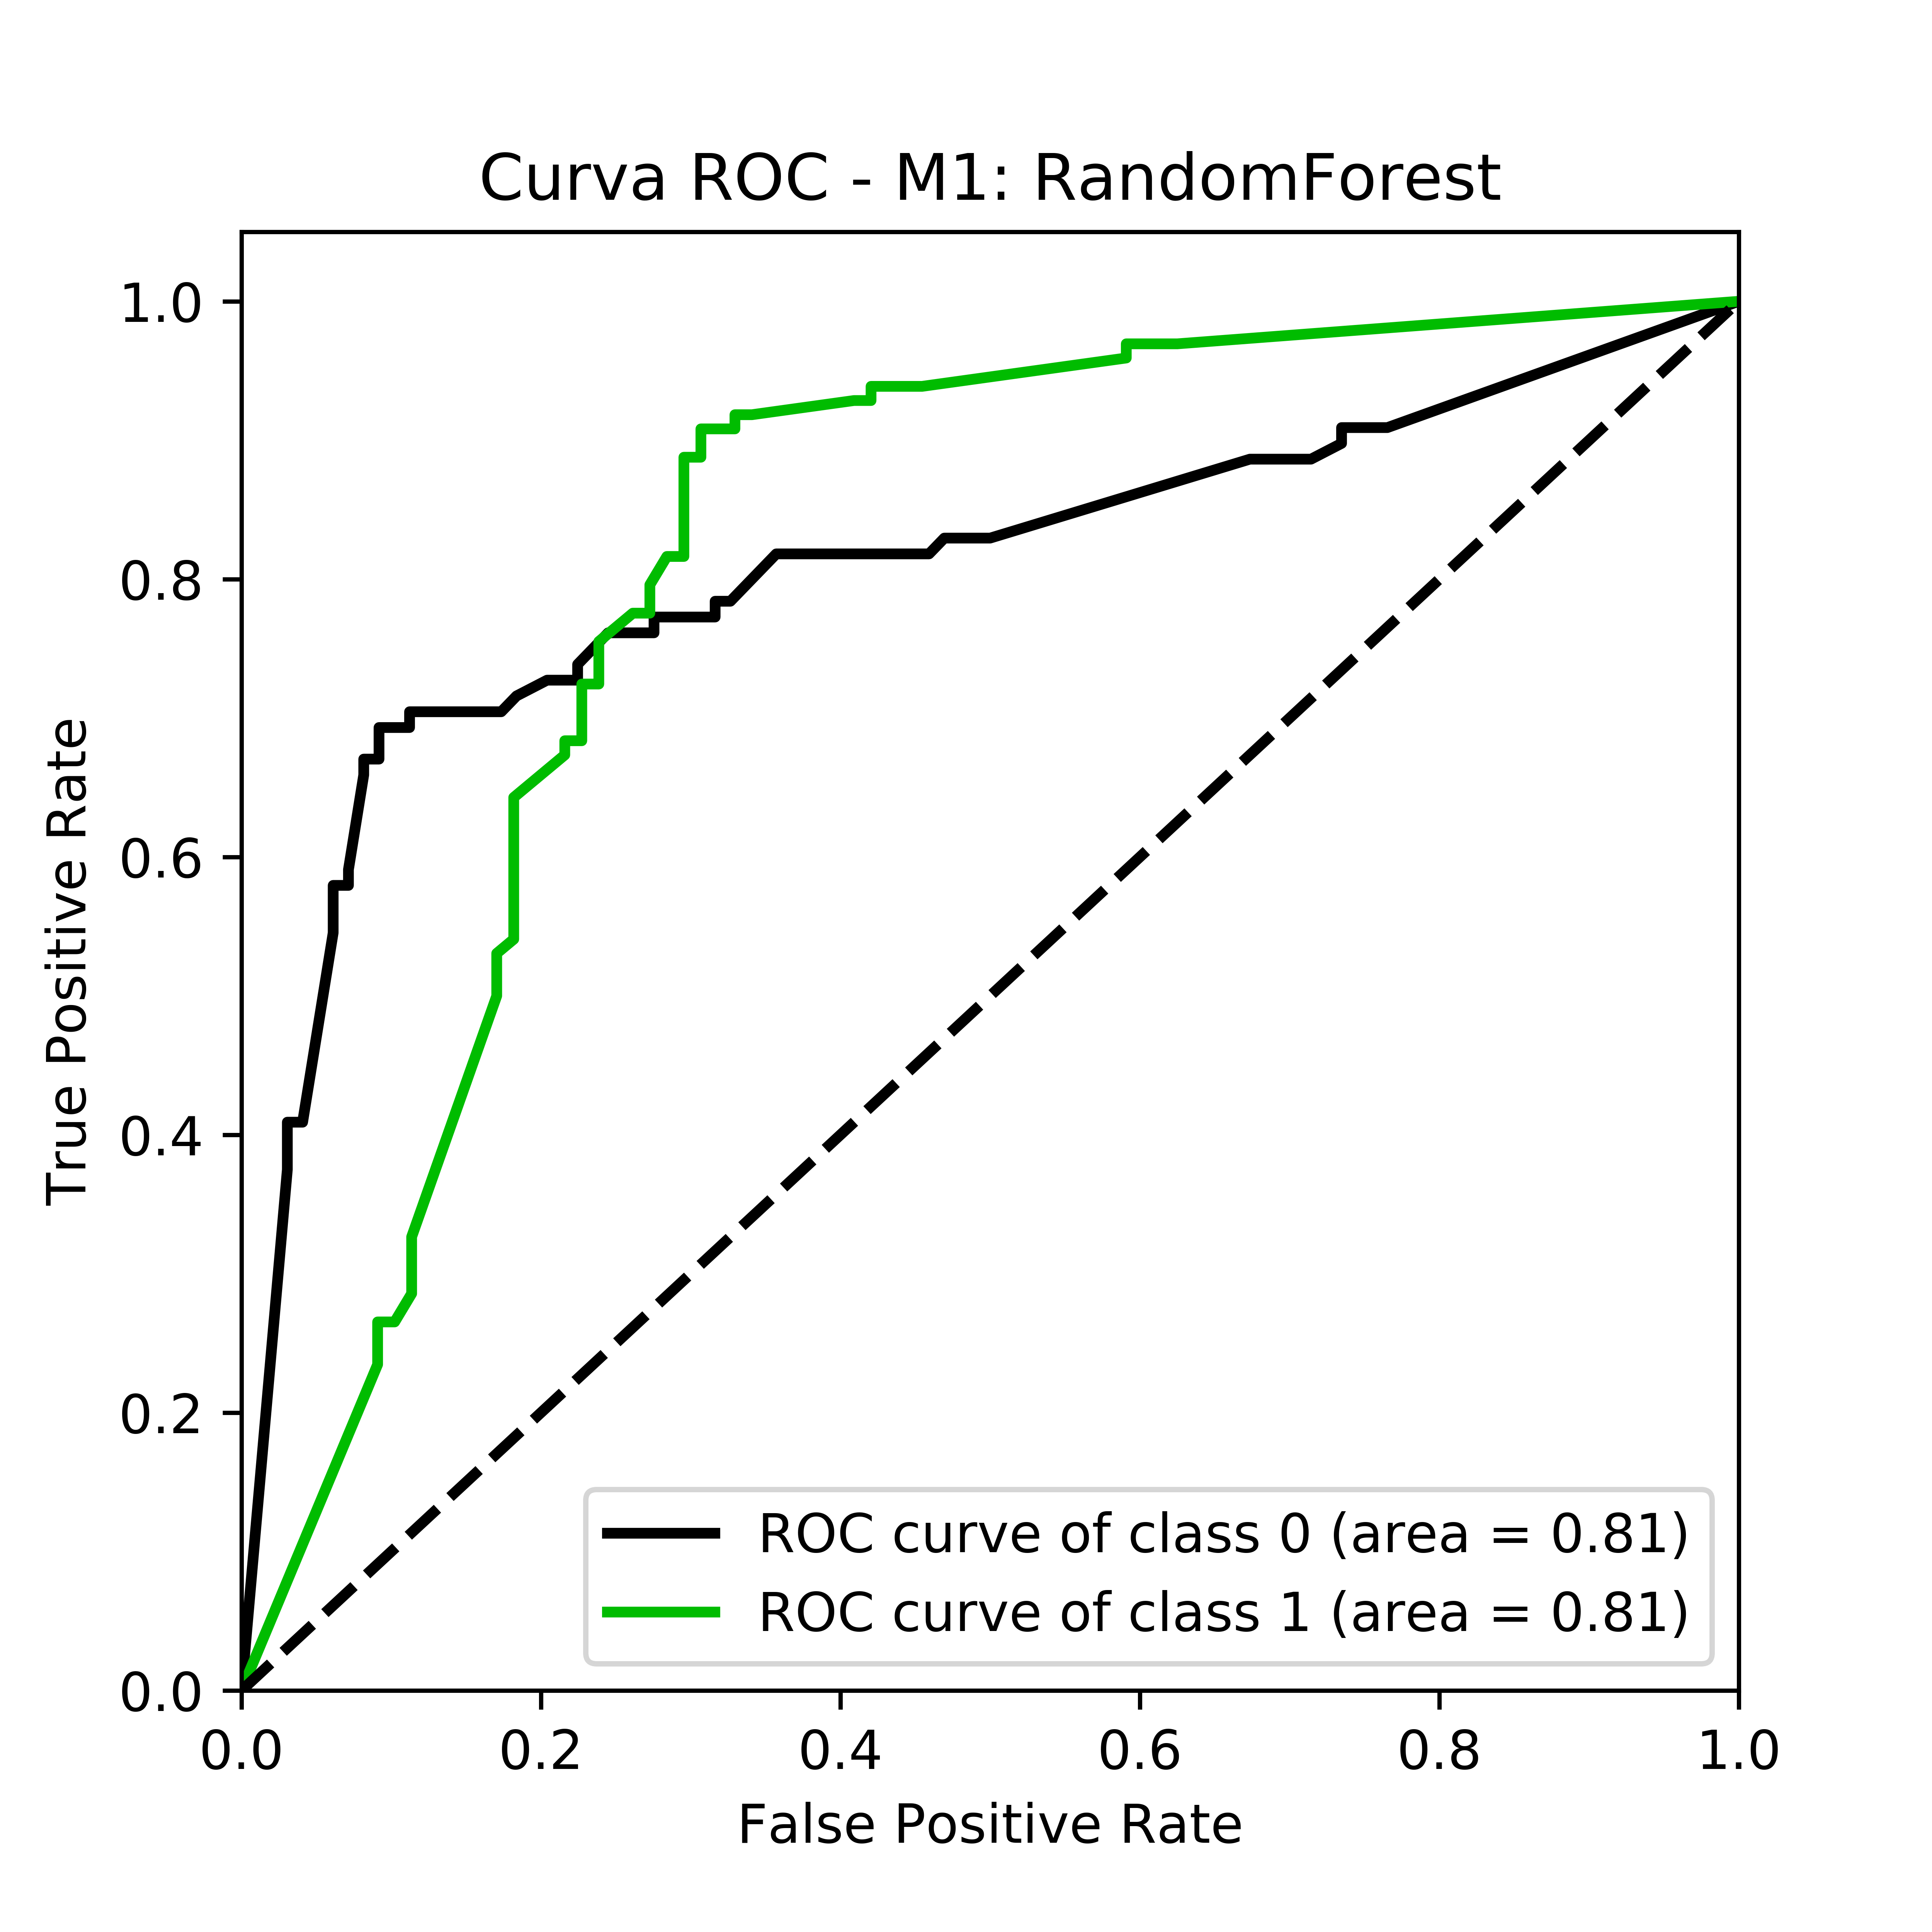 Curva ROC - M1: RandomForest
1.0
0.8
0.6
0.4
0.2
0.0
True Positive Rate
ROC curve of class 0 (area = 0.81)
ROC curve of class 1 (area = 0.81)
0.0 0.2 0.4 0.6 0.8 1.0
False Positive Rate